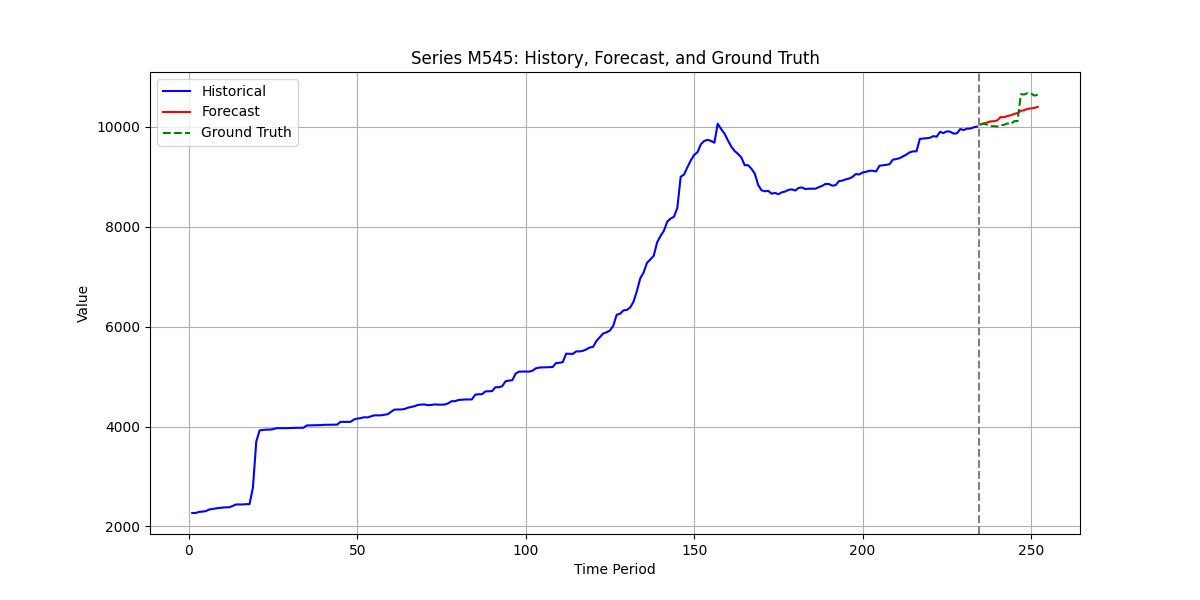 Series M545: History, Forecast, and Ground Truth
Historical
Forecast
Ground Truth
10000
8000
6000
4000
2000
Value
0 50 100 150 200 250
Time Period